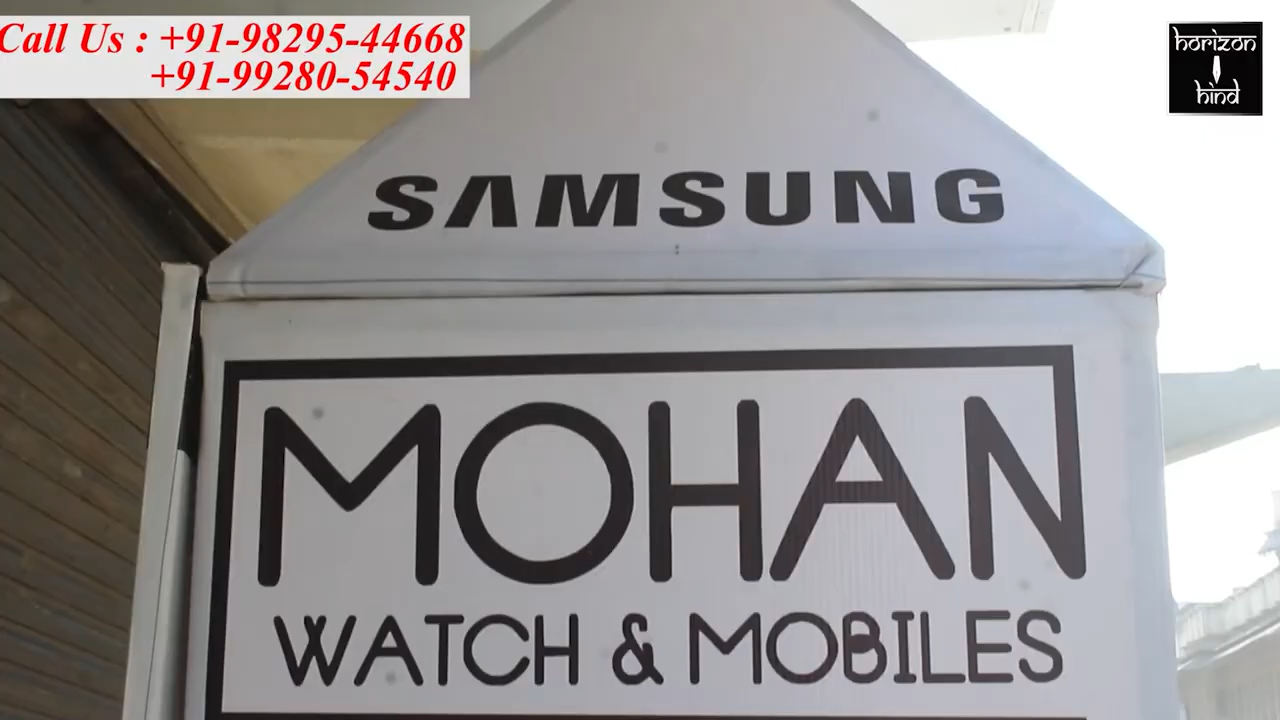 Call Us : +91-98295-44668
+91-99280-54540
horizon
hind
SAMSUNG
MOHAN
WATCH & MOBILES